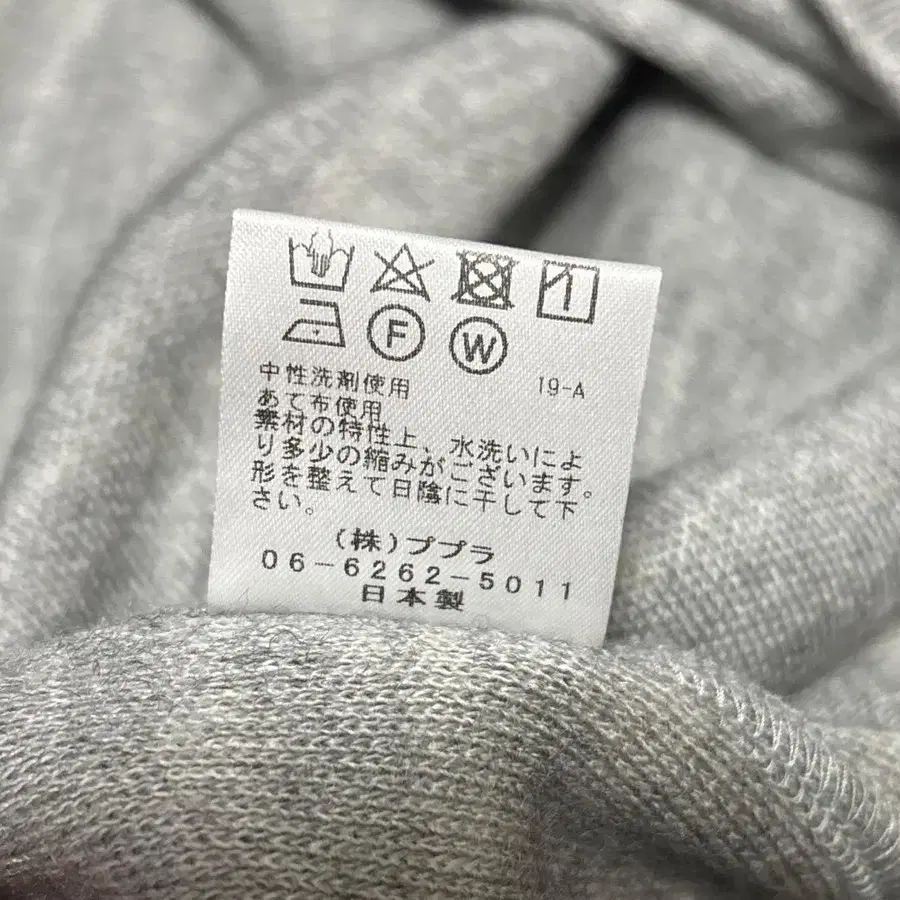 F W
中性洗剤使用 19-A
あて布使用
素材の特性上、水洗いによ
り多少の縮みがございます。
形を整えて日陰に干して下
さい。
(株)ププラ
06-6262-5011
日本製